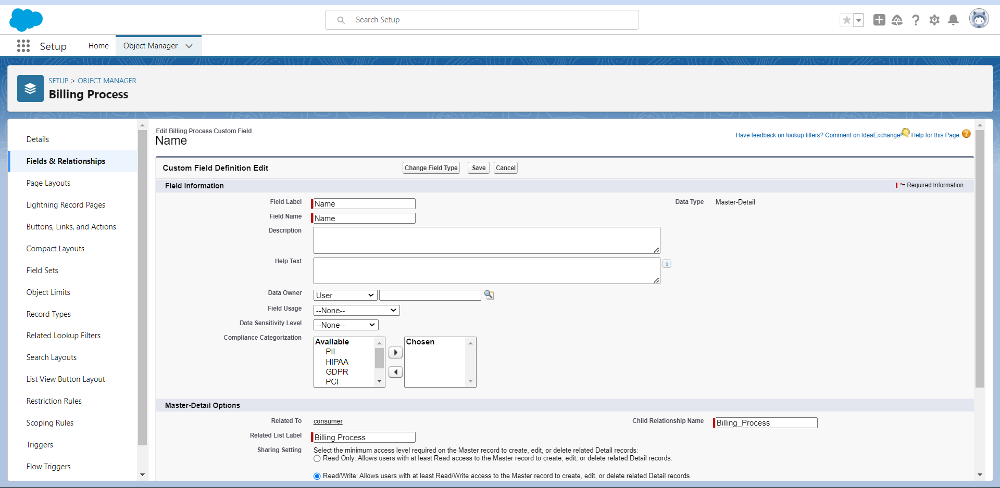 Search Setup
Setup
Home
Object Manager
SETUP > OBJECT MANAGER
Billing Process
Details
Fields & Relationships
Page Layouts
Lightning Record Pages
Buttons, Links, and Actions
Compact Layouts
Field Sets
Object Limits
Record Types
Related Lookup Filters
Search Layouts
List View Button Layout
Restriction Rules
Scoping Rules
Triggers
Flow Triggers
Edit Billing Process Custom Field
Name
Have feedback on lookup filters? Comment on IdeaExchange!
Help for this Page
Custom Field Definition Edit
Change Field Type
Save
Cancel
Field Information
*= Required Information
Field Label
Name
Data Type
Master-Detail
Field Name
Name
Description
Help Text
Data Owner
User
Field Usage
--None--
Data Sensitivity Level
--None--
Compliance Categorization
Available
PII
HIPAA
GDPR
PCI
Chosen
Master-Detail Options
Related To
consumer
Child Relationship Name
Billing_Process
Related List Label
Billing Process
Sharing Setting
Select the minimum access level required on the Master record to create, edit, or delete related Detail records:
Read Only: Allows users with at least Read access to the Master record to create, edit, or delete related Detail records.
Read/Write: Allows users with at least Read/Write access to the Master record to create, edit, or delete related Detail records.